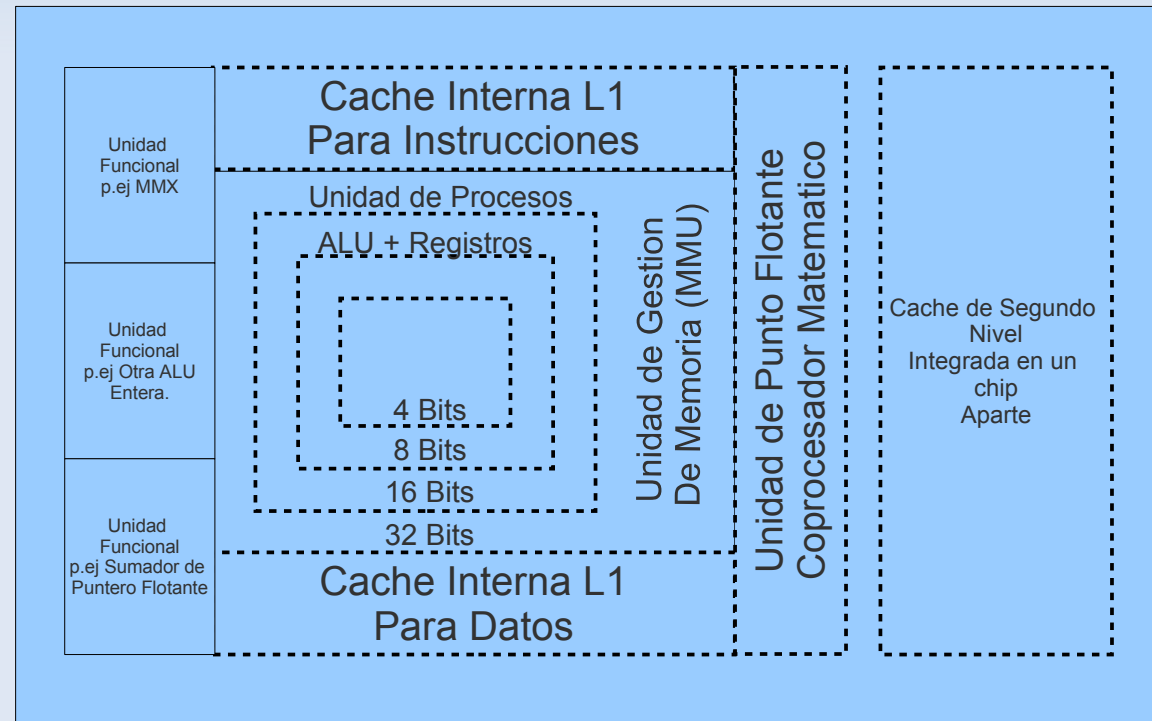 Unidad
Funcional
p.ej MMX
Unidad
Funcional
p.ej Otra ALU
Entera.
Unidad
Funcional
p.ej Sumador de
Puntero Flotante
Cache Interna L1
Para Instrucciones
Unidad de Procesos
ALU + Registros
4 Bits
8 Bits
16 Bits
32 Bits
Cache Interna L1
Para Datos
Unidad de Gestion
De Memoria (MMU)
Unidad de Punto Flotante
Coprocesador Matematico
Cache de Segundo
Nivel
Integrada en un
chip
Aparte